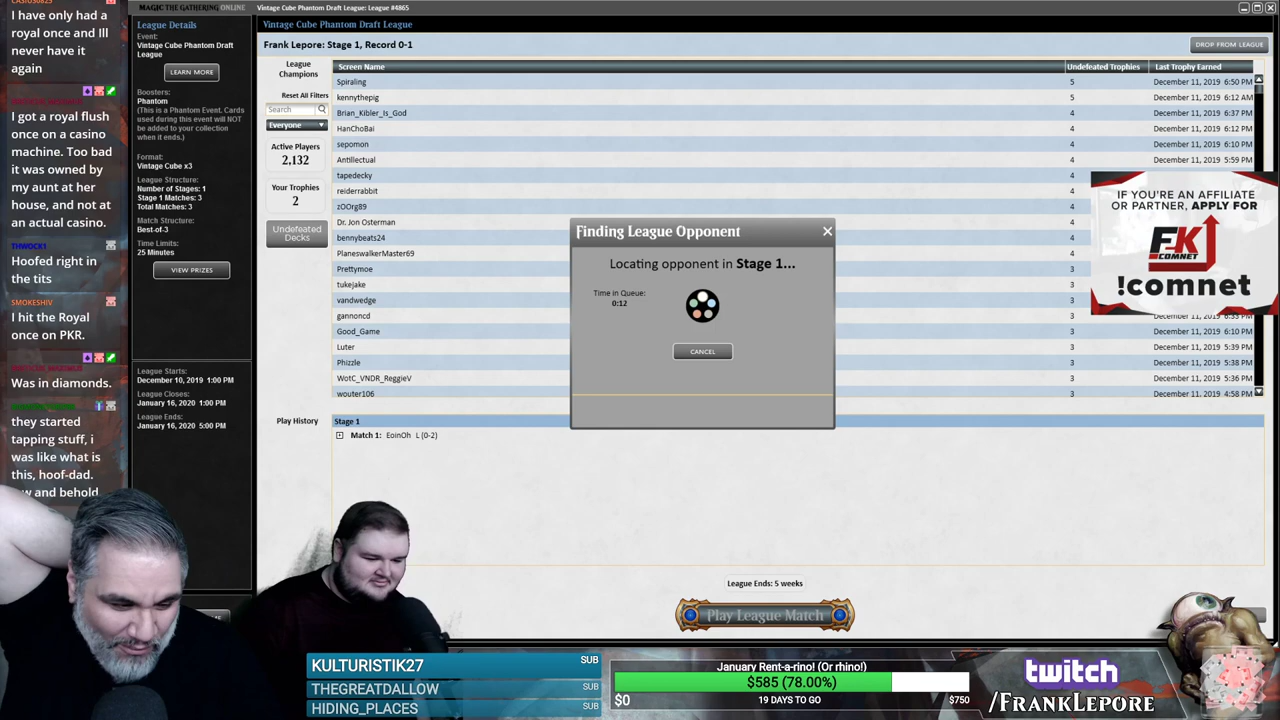 CASIUS0825
I only had a
royal once and Ill
never have it
again
I got a royal flush
once on a casino
machine. Too bad
it was owned by
my aunt at her
house, and not at
an actual casino.
THWOCK1
Hoofed right in
the tits
SMOKESHIV
I hit the Royal
once on PKR.
Was in diamonds.
they started
tapping stuff, i
was like what is
this, hoof-dad.
and behold
MAGIC THE GATHERING ONLINE
Vintage Cube Phantom Draft League: League #4865
League Details
Event:
Vintage Cube Phantom Draft
League
LEARN MORE
Boosters:
Phantom
(This is a Phantom Event. Cards
used during this event will NOT
be added to your collection
when it ends.)
Format:
Vintage Cube x3
League Structure:
Number of Stages: 1
Stage 1 Matches: 3
Total Matches: 3
Match Structure:
Best-of-3
Time Limits:
25 Minutes
VIEW PRIZES
League Starts:
December 10, 2019 1:00 PM
League Closes:
January 16, 2020 1:00 PM
League Ends:
January 16, 2020 5:00 PM
Vintage Cube Phantom Draft League
Frank Lepore: Stage 1, Record 0-1
DROP FROM LEAGUE
League
Champions
Reset All Filters
Search
Everyone
Active Players
2,132
Your Trophies
2
Undefeated
Decks
Screen Name Undefeated Trophies Last Trophy Earned
Spiraling 5 December 11, 2019 6:50 PM
kennythepig 5 December 11, 2019 6:12 AM
Brian_Kibler_Is_God 4 December 11, 2019 6:37 PM
HanChoBai 4 December 11, 2019 6:12 PM
sepomon 4 December 11, 2019 6:10 PM
Antillectual 4 December 11, 2019 5:59 PM
tapedecky 4
reiderrabbit 4
zOOrg89 4
Dr. Jon Osterman 4
bennybeats24 4
PlaneswalkerMaster69 4
Prettymoe 3
tukejake 3
vandwedge 3
gannoncd 3
Good_Game 3 December 11, 2019 6:10 PM
Luter 3 December 11, 2019 5:39 PM
Phizzle 3 December 11, 2019 5:38 PM
WotC_VNDR_ReggieV 3 December 11, 2019 5:36 PM
wouter106 3 December 11, 2019 4:58 PM
Finding League Opponent
Locating opponent in Stage 1...
Time in Queue:
0:12
CANCEL
IF YOU'RE AN AFFILIATE
OR PARTNER, APPLY FOR
F2K
COMNET
!comnet
Play History
Stage 1
Match 1: EoinOh L (0-2)
League Ends: 5 weeks
Play League Match
KULTURISTIK27 SUB
THEGREATDALLOW SUB
HIDING_PLACES SUB
January Rent-a-rino! (Or rhino!)
$585 (78.00%)
$0 19 DAYS TO GO $750
twitch
/FRANKLEPORE